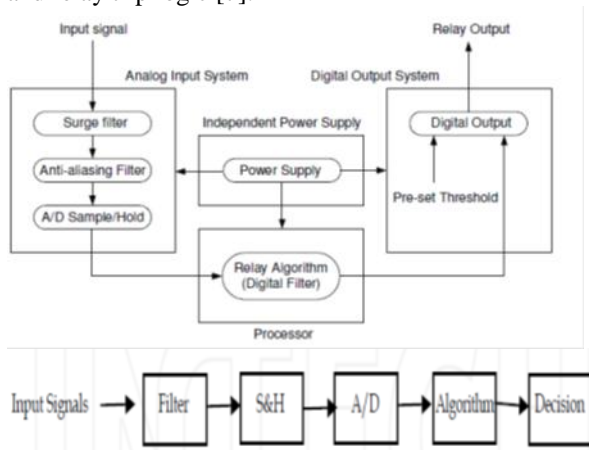 Input signal
Relay Output
Analog Input System
Digital Output System
Surge filter
Independent Power Supply
Digital Output
Anti-aliasing Filter
Power Supply
Pre-set Threshold
A/D Sample/Hold
Relay Algorithm
(Digital Filter)
Processor
Input Signals
Filter
S&H
A/D
Algorithm
Decision